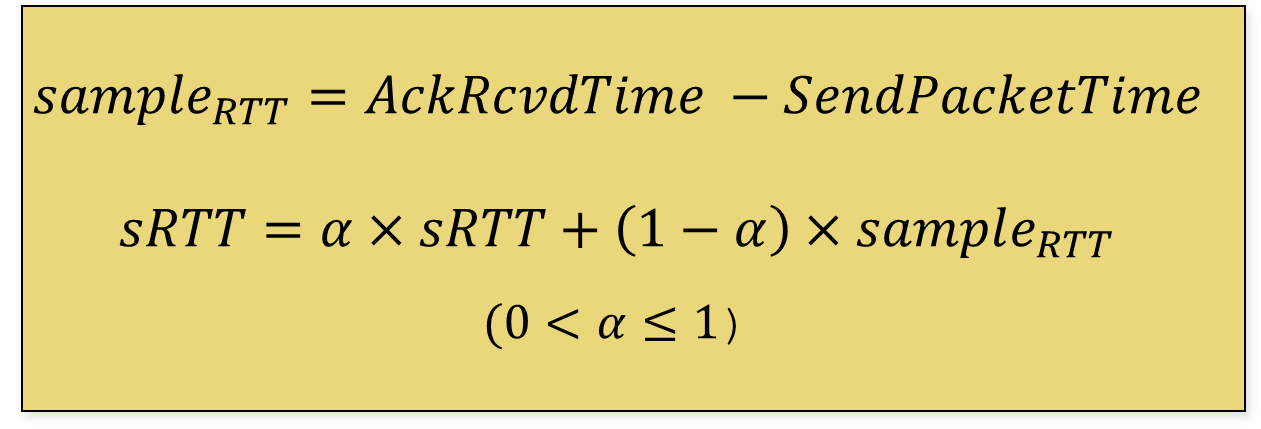 sample_RTT = AckRcvdTime − SendPacketTime
sRTT = α × sRTT + (1 − α) × sample_RTT
(0 < α ≤ 1)